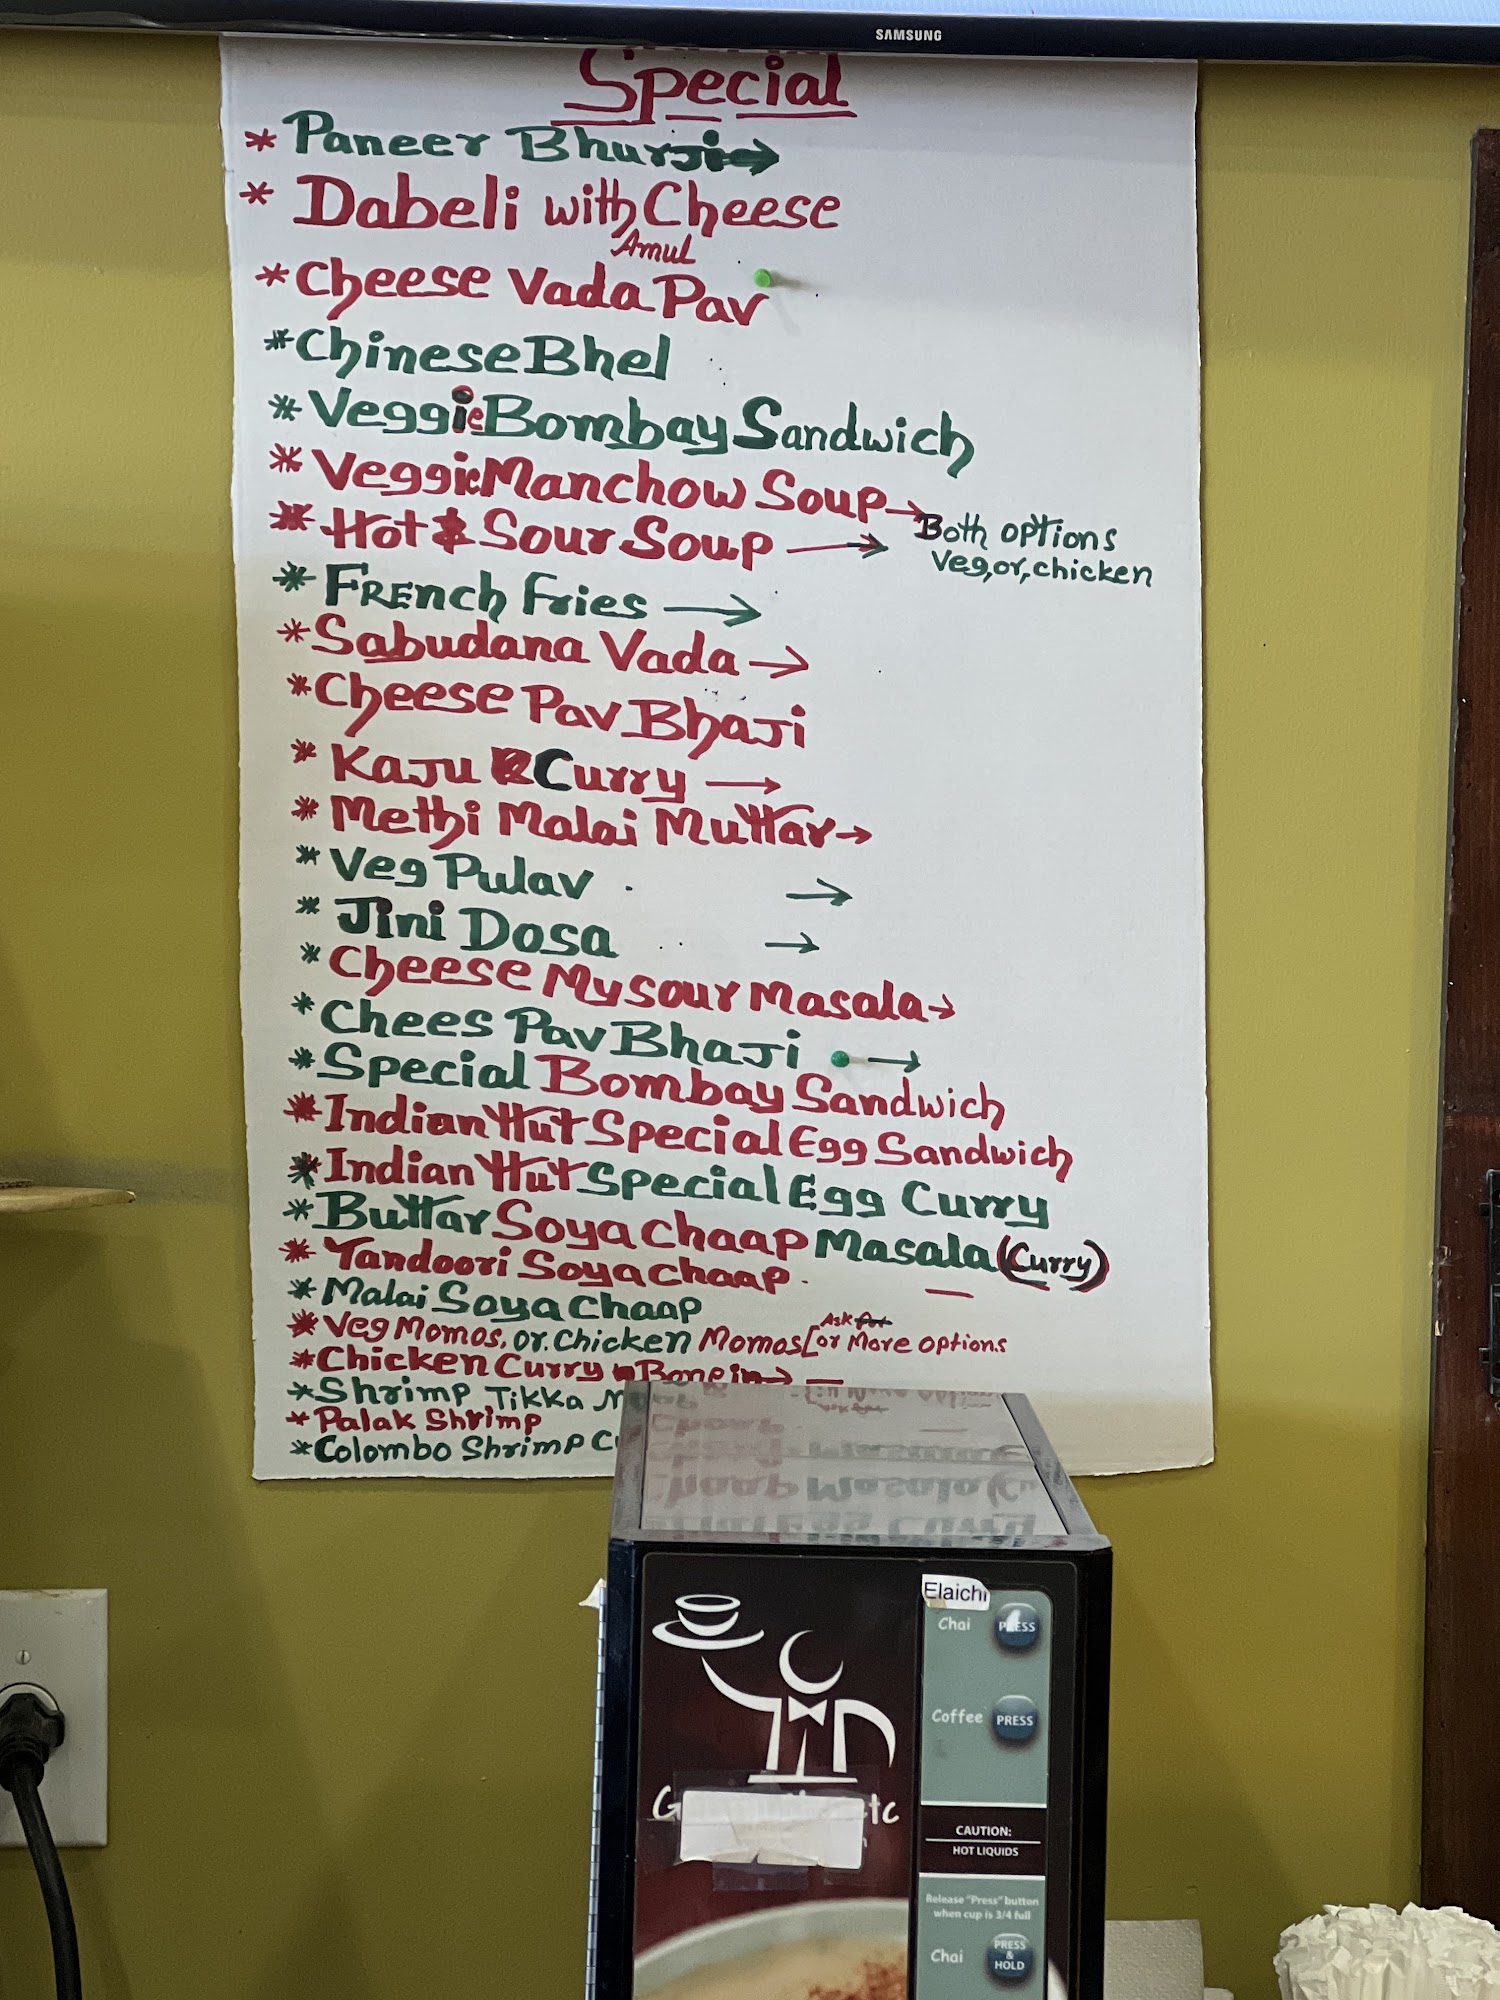 SAMSUNG
Special
* Paneer Bhurji →
* Dabeli with Cheese
Amul
* Cheese Vada Pav
* Chinese Bhel
* Veggie Bombay Sandwich
* Veggie Manchow Soup →
* Hot & Sour Soup → Both options
Veg, or, chicken
* FRENch fries →
* Sabudana Vada →
* Cheese Pav Bhaji
* Kaju Curry →
* Methi Malai Muttar →
* Veg Pulav →
* Jini Dosa →
* Cheese Mysour Masala →
* Chees Pav Bhaji →
* Special Bombay Sandwich
* Indian Hut Special Egg Sandwich
* Indian Hut Special Egg Curry
* Buttar Soya Chaap Masala (Curry)
* Tandoori Soya Chaap.
* Malai Soya Chaap
* Veg Momos, or. Chicken Momos [Ask
or More options
* Chicken Curry Bone in →
* Shrimp Tikka
* Palak Shrimp
* Colombo Shrimp
Elaichi
Chai PRESS
Coffee PRESS
CAUTION:
HOT LIQUIDS
Release "Press" button
when cup is 3/4 full
Chai PRESS & HOLD